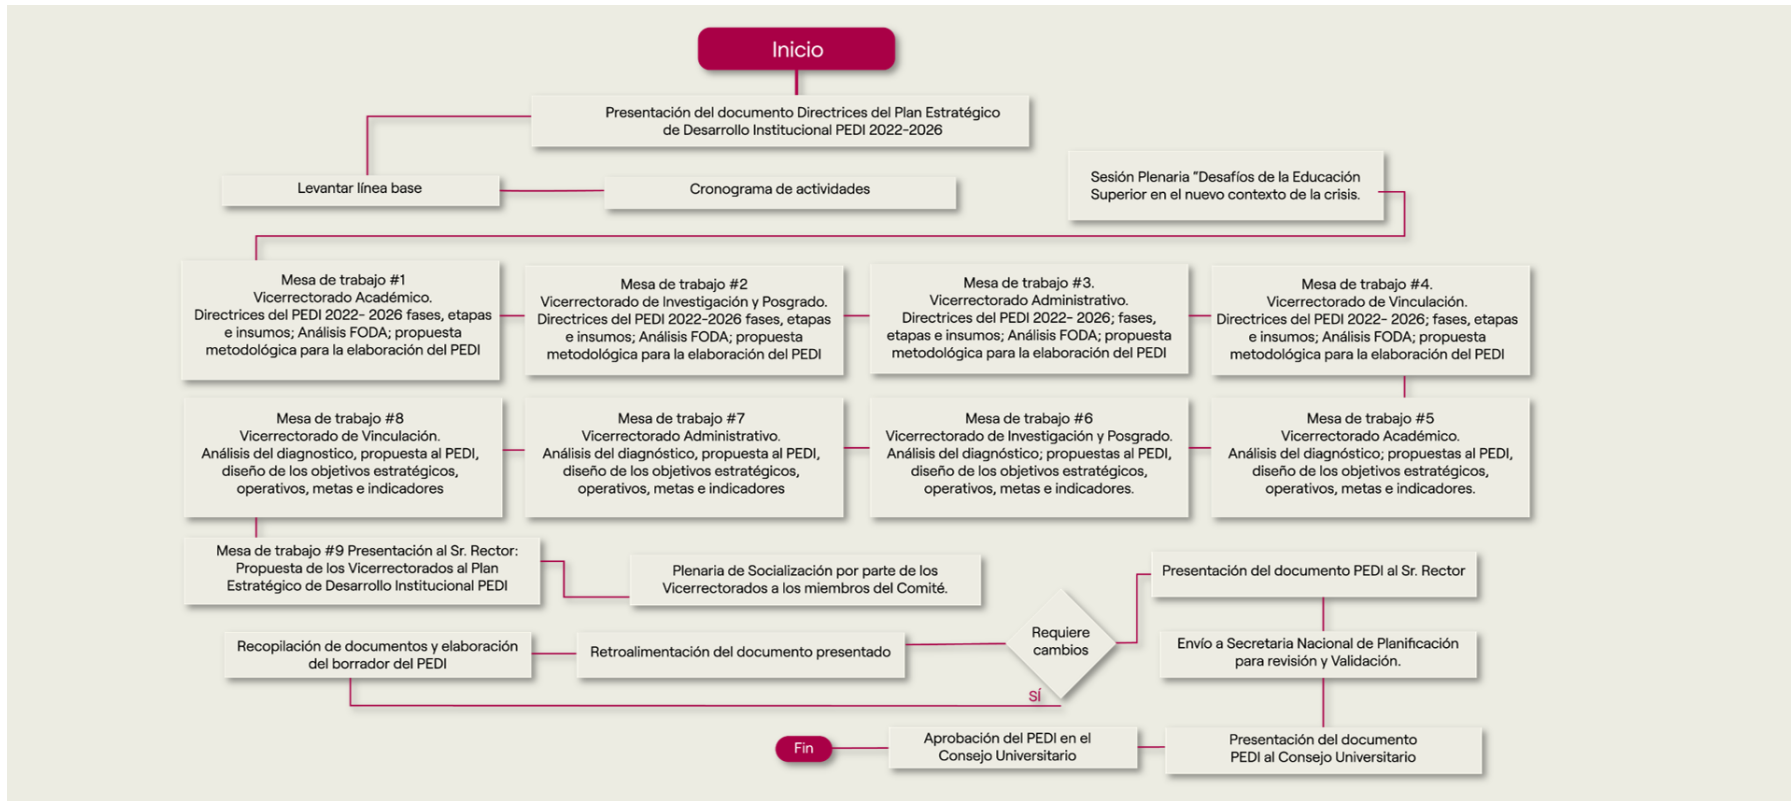 Inicio
Presentación del documento Directrices del Plan Estratégico
de Desarrollo Institucional PEDI 2022-2026
Levantar línea base
Cronograma de actividades
Sesión Plenaria “Desafíos de la Educación
Superior en el nuevo contexto de la crisis.
Mesa de trabajo #1
Vicerrectorado Académico.
Directrices del PEDI 2022- 2026 fases, etapas
e insumos; Análisis FODA; propuesta
metodológica para la elaboración del PEDI
Mesa de trabajo #2
Vicerrectorado de Investigación y Posgrado.
Directrices del PEDI 2022-2026 fases, etapas
e insumos; Análisis FODA; propuesta
metodológica para la elaboración del PEDI
Mesa de trabajo #3.
Vicerrectorado Administrativo.
Directrices del PEDI 2022- 2026; fases,
etapas e insumos; Análisis FODA; propuesta
metodológica para la elaboración del PEDI
Mesa de trabajo #4.
Vicerrectorado de Vinculación.
Directrices del PEDI 2022- 2026; fases, etapas
e insumos; Análisis FODA; propuesta
metodológica para la elaboración del PEDI
Mesa de trabajo #8
Vicerrectorado de Vinculación.
Análisis del diagnostico, propuesta al PEDI,
diseño de los objetivos estratégicos,
operativos, metas e indicadores
Mesa de trabajo #7
Vicerrectorado Administrativo.
Análisis del diagnóstico, propuesta al PEDI,
diseño de los objetivos estratégicos,
operativos, metas e indicadores
Mesa de trabajo #6
Vicerrectorado de Investigación y Posgrado.
Análisis del diagnóstico; propuestas al PEDI,
diseño de los objetivos estratégicos,
operativos, metas e indicadores.
Mesa de trabajo #5
Vicerrectorado Académico.
Análisis del diagnóstico; propuestas al PEDI,
diseño de los objetivos estratégicos,
operativos, metas e indicadores.
Mesa de trabajo #9 Presentación al Sr. Rector:
Propuesta de los Vicerrectorados al Plan
Estratégico de Desarrollo Institucional PEDI
Plenaria de Socialización por parte de los
Vicerrectorados a los miembros del Comité.
Presentación del documento PEDI al Sr. Rector
Recopilación de documentos y elaboración
del borrador del PEDI
Retroalimentación del documento presentado
Requiere
cambios
SÍ
Envío a Secretaria Nacional de Planificación
para revisión y Validación.
Fin
Aprobación del PEDI en el
Consejo Universitario
Presentación del documento
PEDI al Consejo Universitario